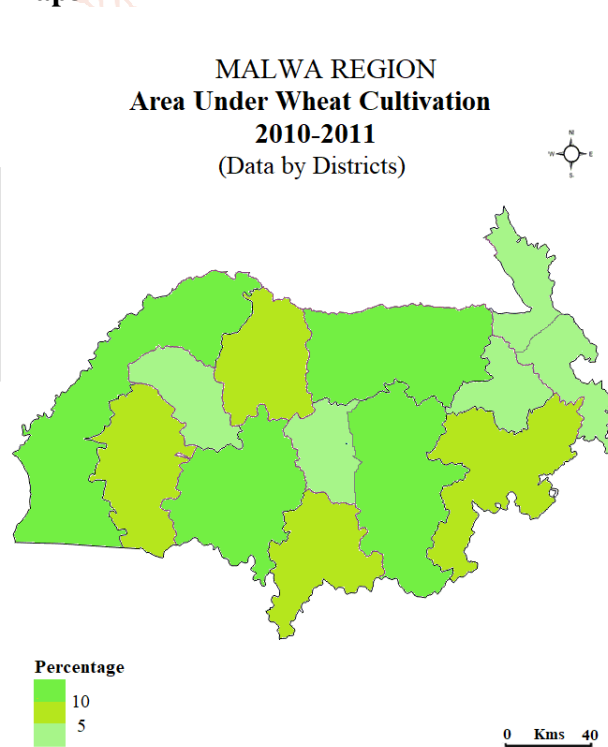 MALWA REGION
Area Under Wheat Cultivation
2010-2011
(Data by Districts)
N
W E
S
Percentage
10
5
0 Kms 40